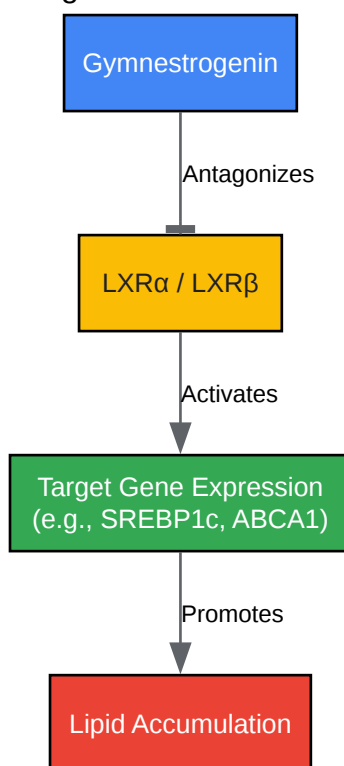 Gymnestrogenin
Antagonizes
LXRα / LXRβ
Activates
Target Gene Expression
(e.g., SREBP1c, ABCA1)
Promotes
Lipid Accumulation